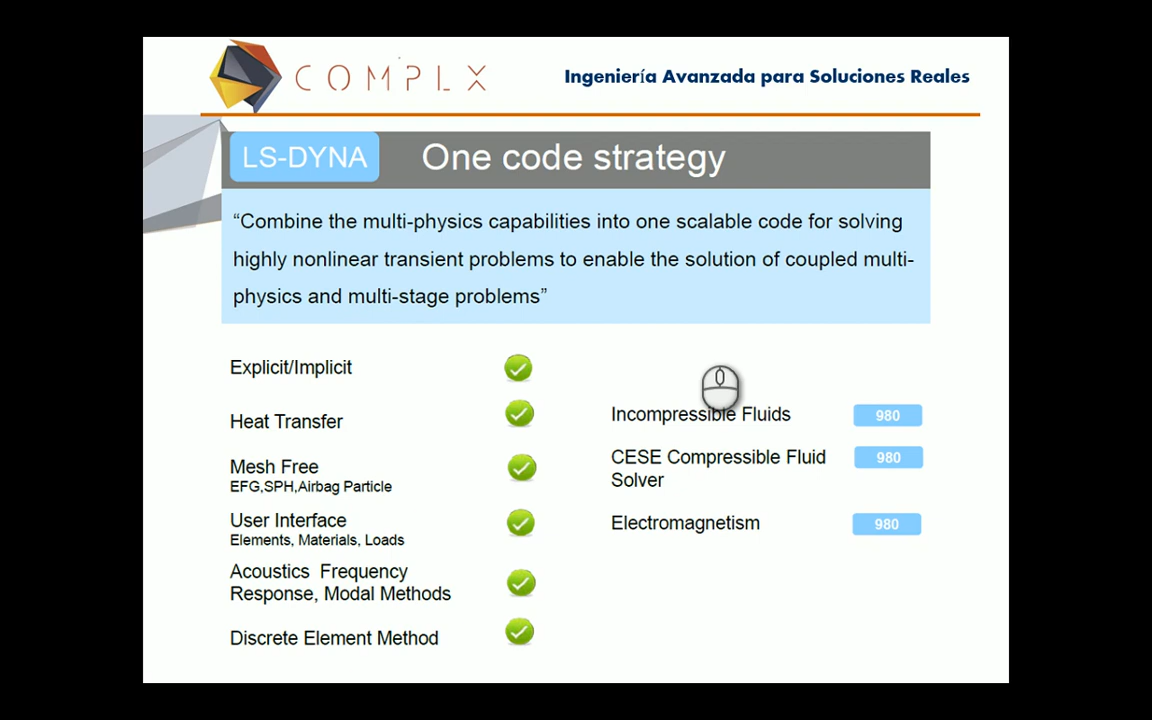 COMPLX
Ingeniería Avanzada para Soluciones Reales
LS-DYNA
One code strategy
“Combine the multi-physics capabilities into one scalable code for solving
highly nonlinear transient problems to enable the solution of coupled multi-
physics and multi-stage problems”
Explicit/Implicit
Heat Transfer
Mesh Free
EFG,SPH,Airbag Particle
User Interface
Elements, Materials, Loads
Acoustics Frequency
Response, Modal Methods
Discrete Element Method
Incompressible Fluids
980
CESE Compressible Fluid
Solver
980
Electromagnetism
980